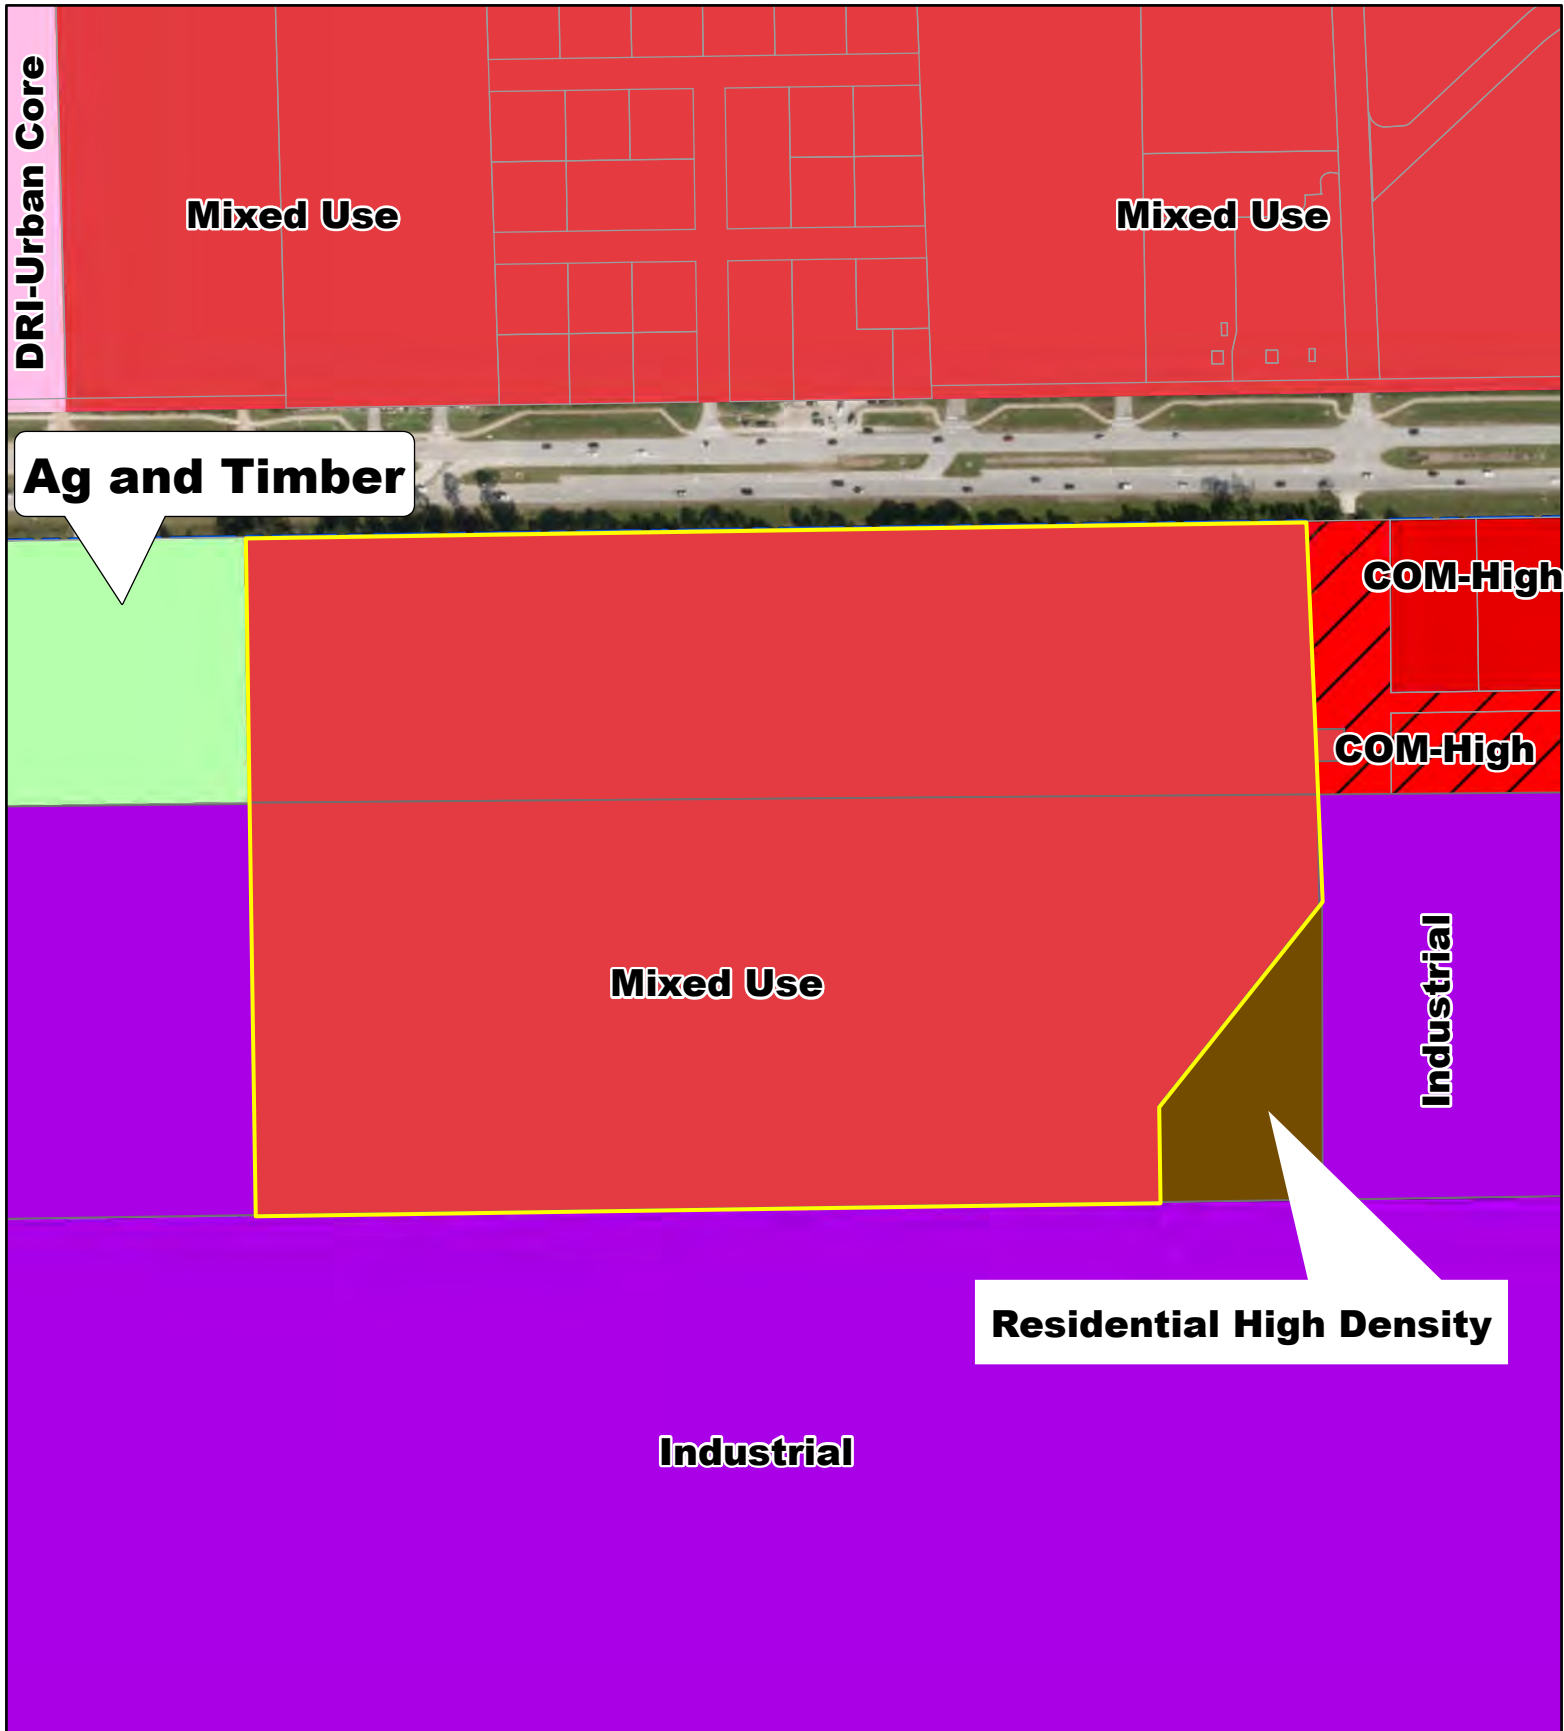 DRI-Urban Core
Mixed Use
Mixed Use
Ag and Timber
COM-High
COM-High
Mixed Use
Industrial
Residential High Density
Industrial